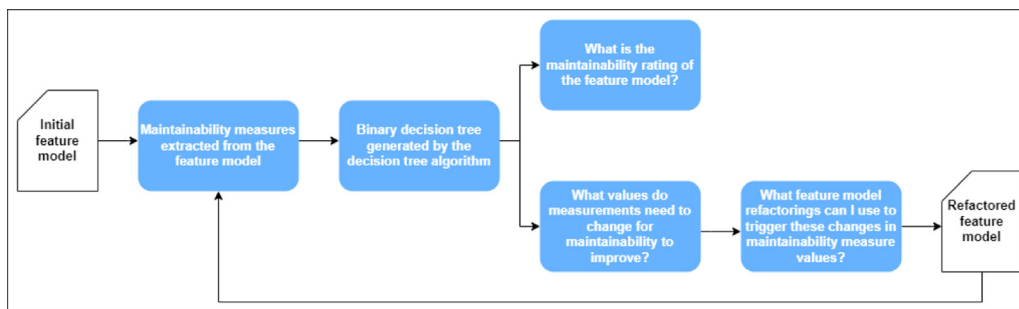 Initial
feature
model
Maintainability measures
extracted from the
feature model
Binary decision tree
generated by the
decision tree algorithm
What is the
maintainability rating
of the feature model?
What values do
measurements need to
change for
maintainability to
improve?
What feature model
refactorings can I use to
trigger these changes in
maintainability measure
values?
Refactored
feature
model